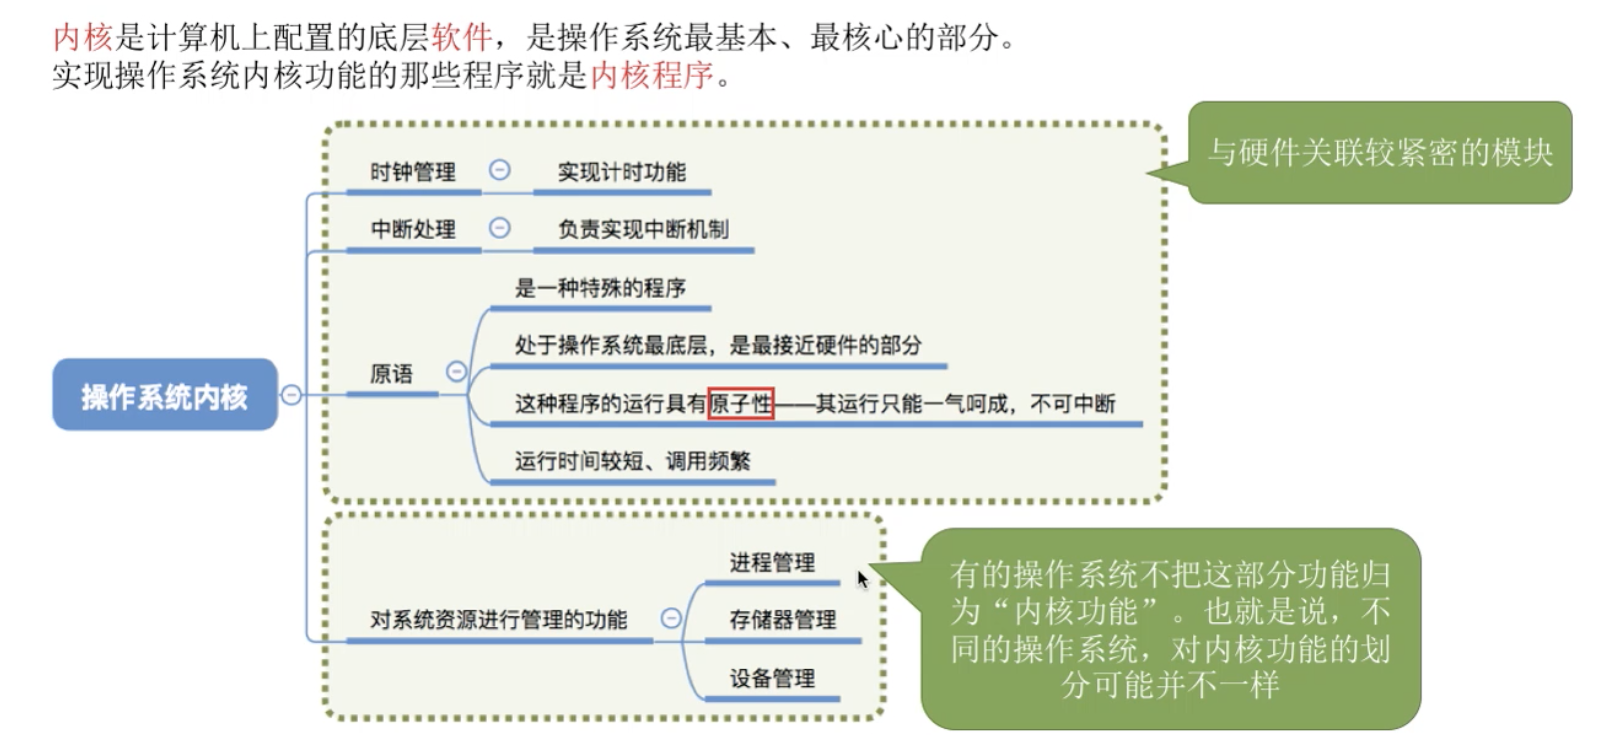 内核是计算机上配置的底层软件，是操作系统最基本、最核心的部分。
实现操作系统内核功能的那些程序就是内核程序。
与硬件关联较紧密的模块
时钟管理
实现计时功能
中断处理
负责实现中断机制
是一种特殊的程序
处于操作系统最底层，是最接近硬件的部分
原语
这种程序的运行具有原子性——其运行只能一气呵成，不可中断
运行时间较短、调用频繁
操作系统内核
进程管理
对系统资源进行管理的功能
存储器管理
设备管理
有的操作系统不把这部分功能归
为“内核功能”。也就是说，不
同的操作系统，对内核功能的划
分可能并不一样